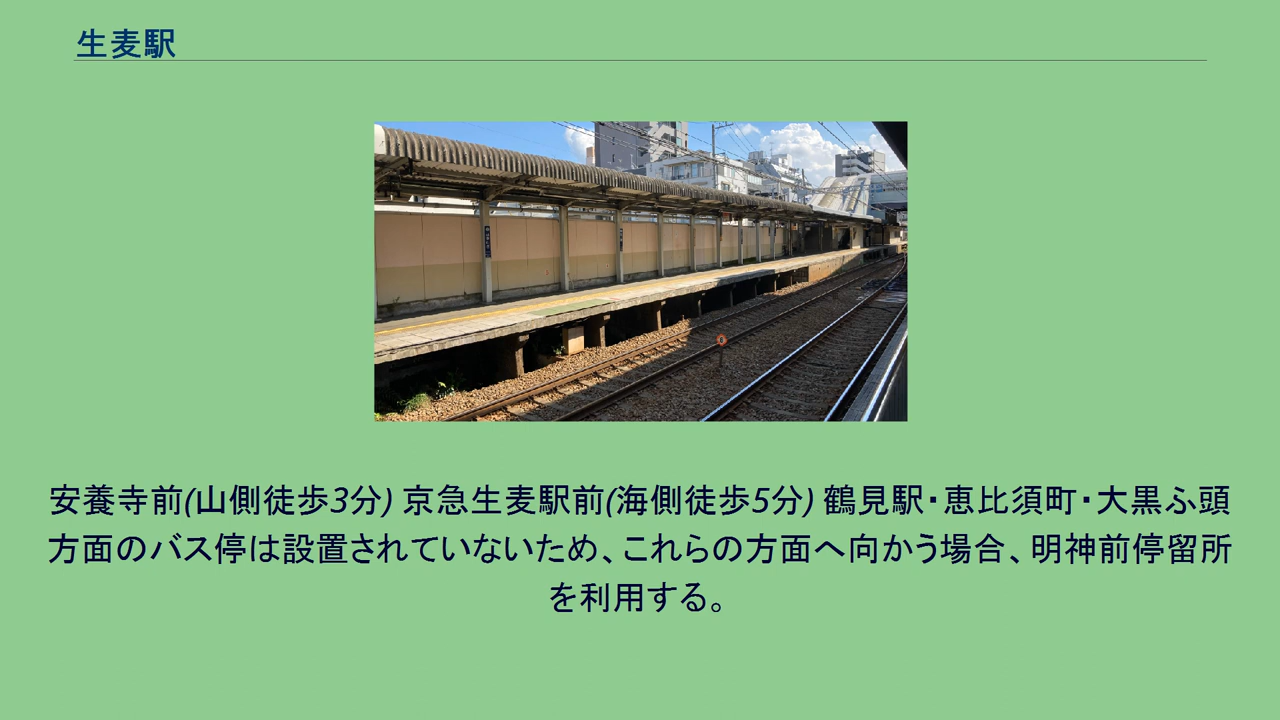 生麦駅
安養寺前(山側徒歩3分) 京急生麦駅前(海側徒歩5分) 鶴見駅・恵比須町・大黒ふ頭
方面のバス停は設置されていないため、これらの方面へ向かう場合、明神前停留所
を利用する。